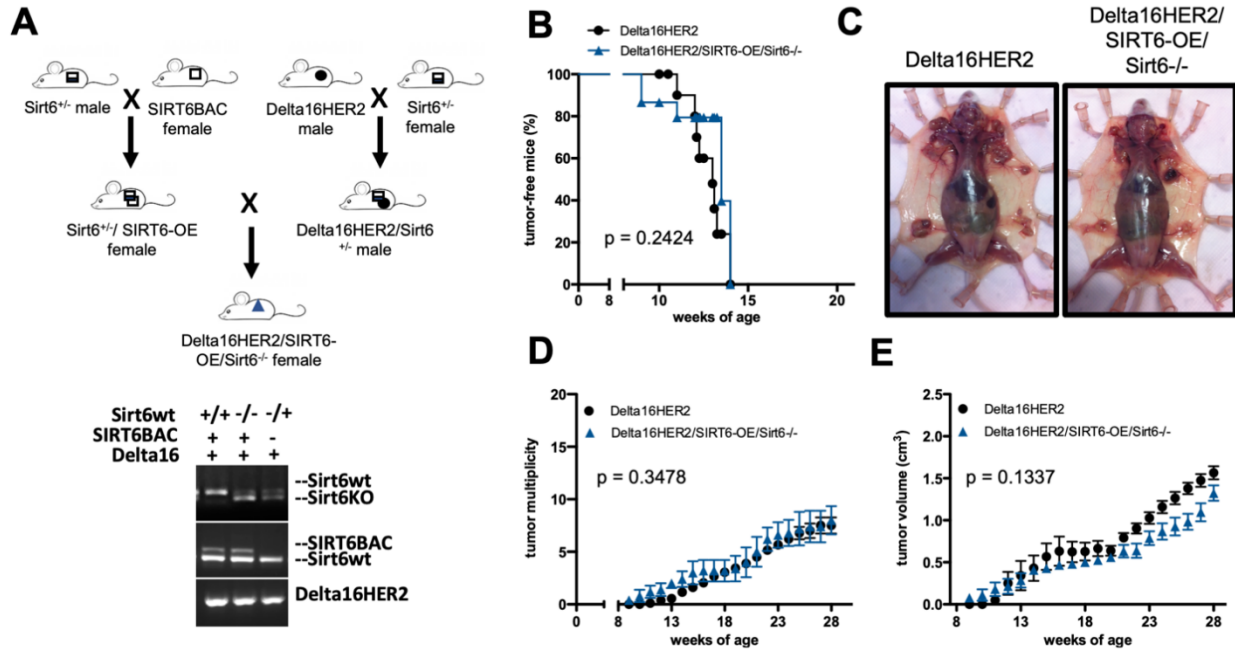 A
Sirt6+/- male
X
SIRT6BAC
female
Delta16HER2
male
X
Sirt6+/-
female
Sirt6+/-/ SIRT6-OE
female
X
Delta16HER2/Sirt6
+/- male
Delta16HER2/SIRT6-
OE/Sirt6-/- female
Sirt6wt +/+ -/- -/+
SIRT6BAC + + -
Delta16 + + +
--Sirt6wt
--Sirt6KO
--SIRT6BAC
--Sirt6wt
Delta16HER2
B
Delta16HER2
Delta16HER2/SIRT6-OE/Sirt6-/-
tumor-free mice (%)
100
80
60
40
20
0
p = 0.2424
0 8 10 15 20
weeks of age
C
Delta16HER2
Delta16HER2/
SIRT6-OE/
Sirt6-/-
D
Delta16HER2
Delta16HER2/SIRT6-OE/Sirt6-/-
tumor multiplicity
20
15
10
5
0
p = 0.3478
0 8 13 18 23 28
weeks of age
E
Delta16HER2
Delta16HER2/SIRT6-OE/Sirt6-/-
tumor volume (cm3)
2.5
2.0
1.5
1.0
0.5
0.0
p = 0.1337
8 13 18 23 28
weeks of age